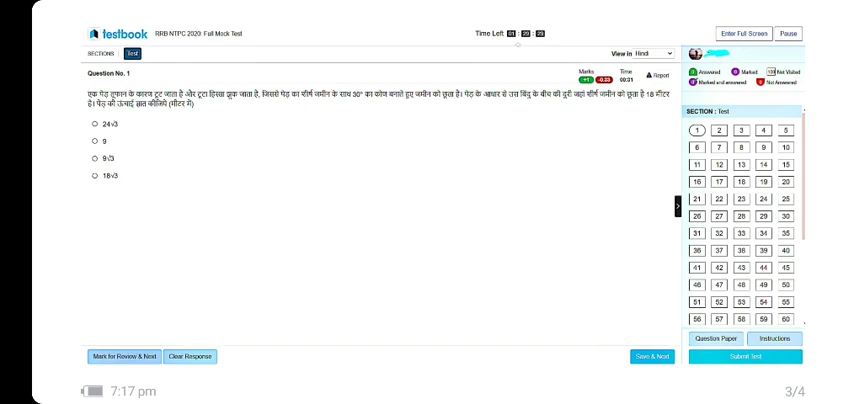 testbook RRB NTPC 2020: Full Mock Test Time Left 01 : 29 : 29 Enter Full Screen Pause
SECTIONS Test View in Hindi
Question No. 1 Marks Time Report
+1 -0.33 00:31
Answered Marked Not Visited
Marked and answered Not Answered
एक पेड़ तूफान के कारण टूट जाता है और टूटा हिस्सा झुक जाता है, जिससे पेड़ का शीर्ष जमीन के साथ 30° का कोण बनाते हुए जमीन को छूता है। पेड़ के आधार से उस बिंदु के बीच की दूरी जहां शीर्ष जमीन को छूता है 18 मीटर
है। पेड़ की ऊंचाई ज्ञात कीजिये (मीटर में)
24√3
9
9√3
18√3
SECTION : Test
1 2 3 4 5
6 7 8 9 10
11 12 13 14 15
16 17 18 19 20
21 22 23 24 25
26 27 28 29 30
31 32 33 34 35
36 37 38 39 40
41 42 43 44 45
46 47 48 49 50
51 52 53 54 55
56 57 58 59 60
Question Paper Instructions
Mark for Review & Next Clear Response Save & Next Submit Test
7:17 pm 3/4